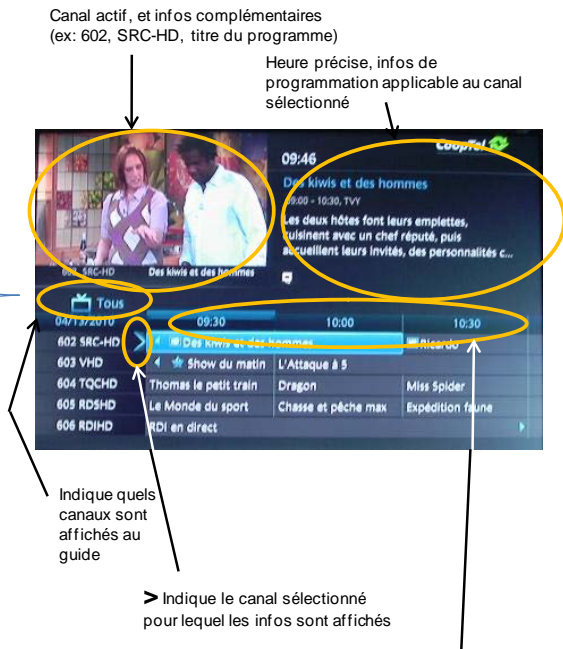 Canal actif, et infos complémentaires
(ex: 602, SRC-HD, titre du programme)
Heure précise, infos de
programmation applicable au canal
sélectionné
CoopTel
09:46
Des kiwis et des hommes
09:00 - 10:30, TVY
Les deux hôtes font leurs emplettes,
cuisinent avec un chef réputé, puis
accueillent leurs invités, des personnalités c...
602 SRC-HD Des kiwis et des hommes
Tous
04/13/2010 09:30 10:00 10:30
602 SRC-HD Des kiwis et des hommes Ricardo
603 VHD Show du matin L'Attaque à 5
604 TQCHD Thomas le petit train Dragon Miss Spider
605 RDSHD Le Monde du sport Chasse et pêche max Expédition faune
606 RDIHD RDI en direct
Indique quels
canaux sont
affichés au
guide
> Indique le canal sélectionné
pour lequel les infos sont affichés